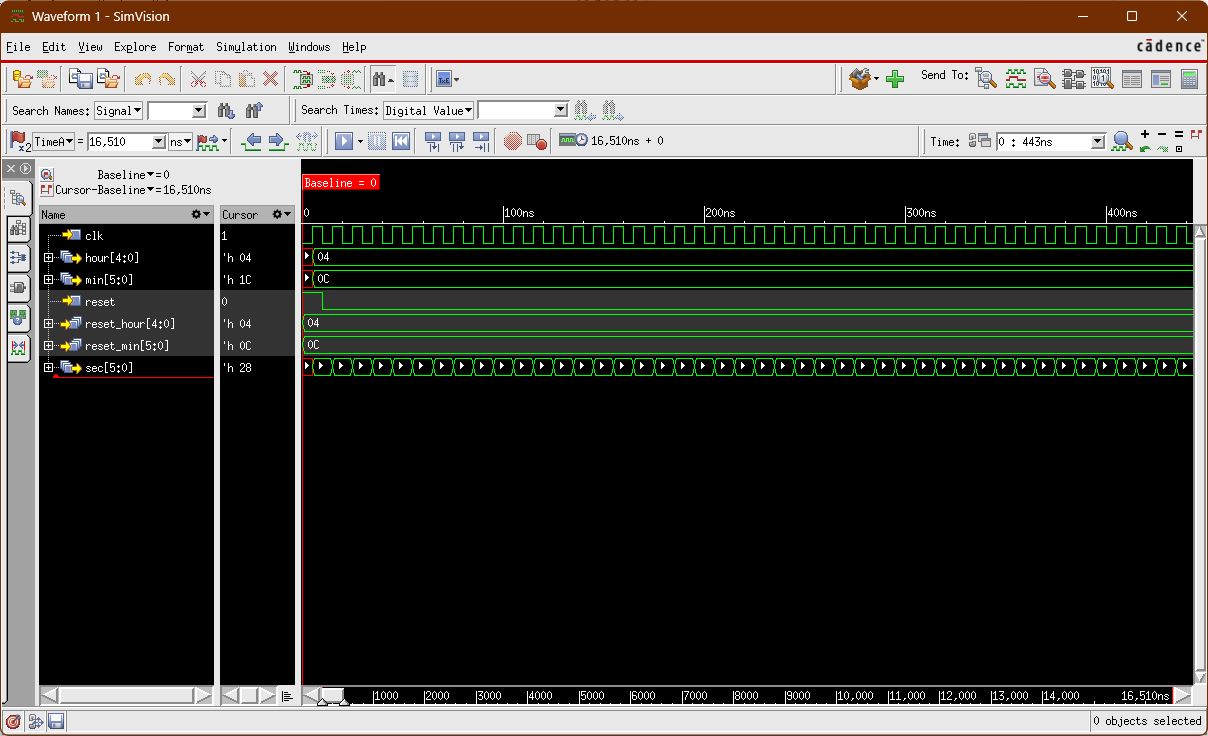 Waveform 1 - SimVision
File Edit View Explore Format Simulation Windows Help
cādence
Send To:
Search Names: Signal Search Times: Digital Value
TimeA = 16,510 ns 16,510ns + 0 Time: 0 : 443ns
Baseline = 0
Cursor-Baseline = 16,510ns
Baseline = 0
Name Cursor 0 100ns 200ns 300ns 400ns
clk 1
hour[4:0] 'h 04 04
min[5:0] 'h 1C 0C
reset 0
reset_hour[4:0] 'h 04 04
reset_min[5:0] 'h 0C 0C
sec[5:0] 'h 28
1000 2000 3000 4000 5000 6000 7000 8000 9000 10,000 11,000 12,000 13,000 14,000 16,510ns
0 objects selected